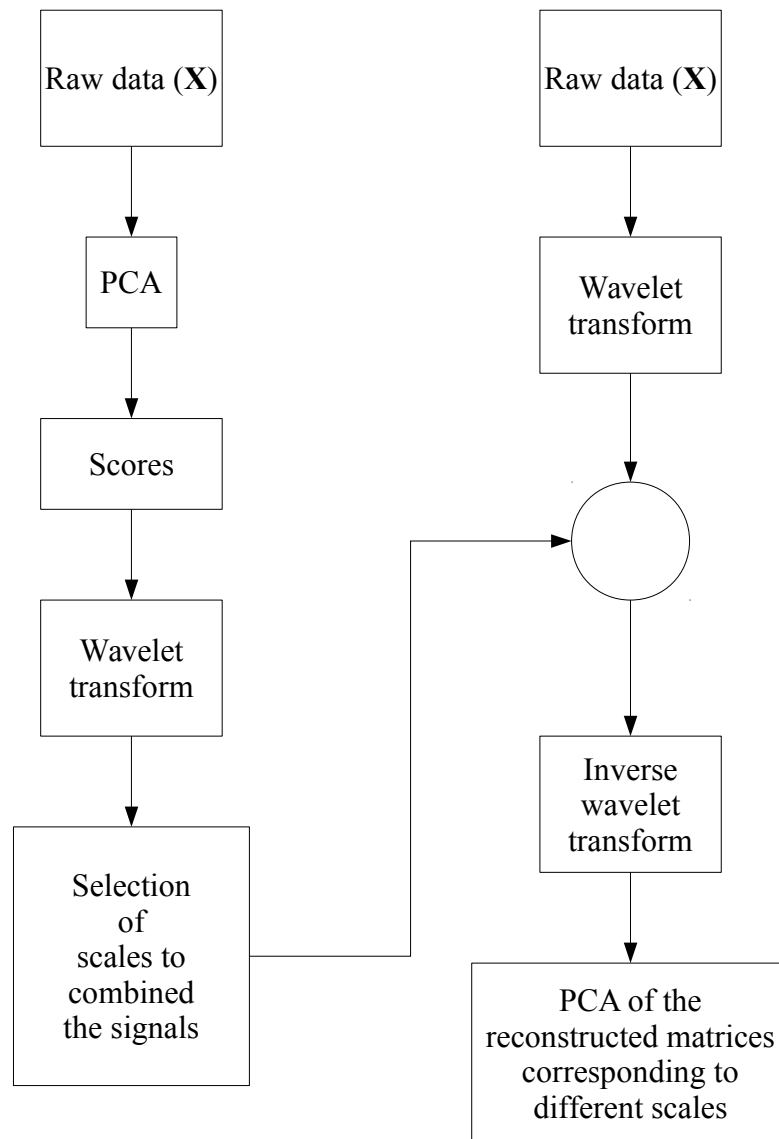 Raw data (X)
PCA
Scores
Wavelet
transform
Selection
of
scales to
combined
the signals
Raw data (X)
Wavelet
transform
Inverse
wavelet
transform
PCA of the
reconstructed matrices
corresponding to
different scales